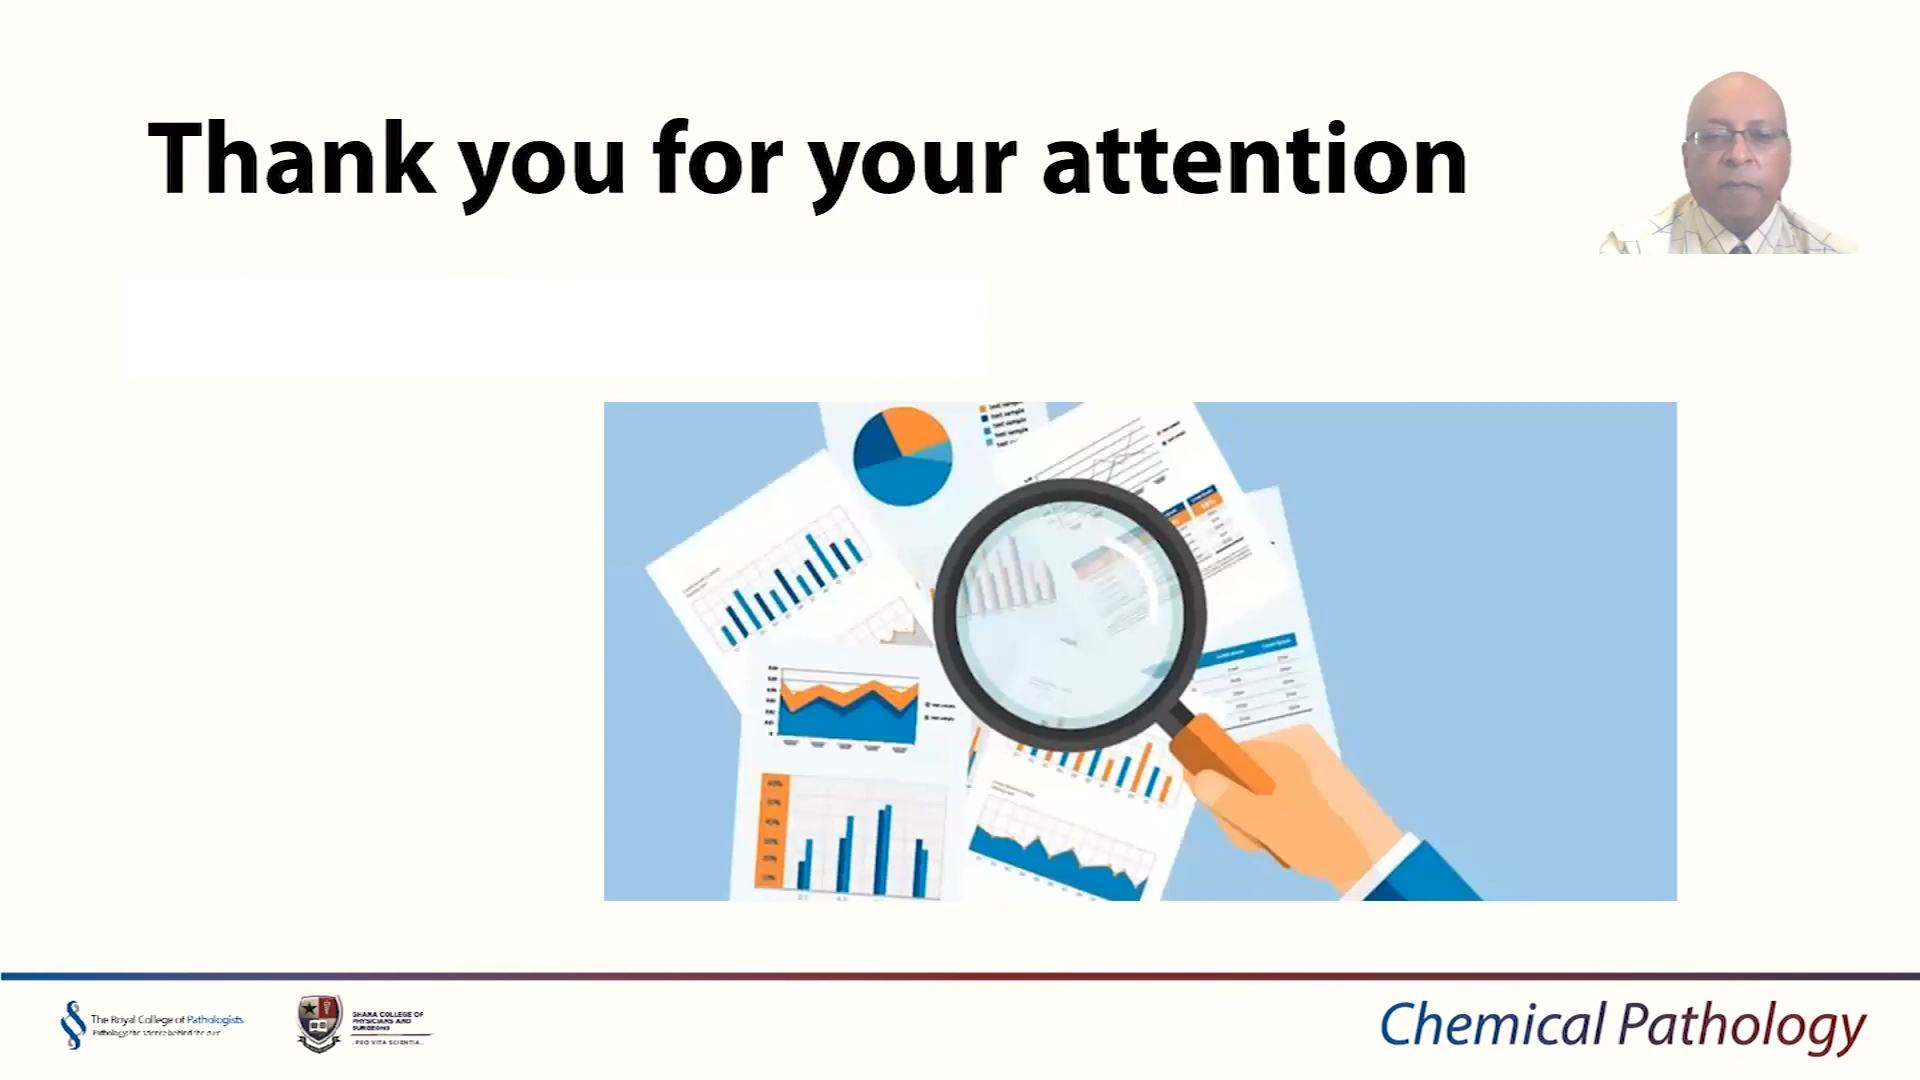 Thank you for your attention
The Royal College of Pathologists
Pathology: the science behind the cure
GHANA COLLEGE OF
PHYSICIANS AND
SURGEONS
. PRO VITA SCIENTIA .
Chemical Pathology